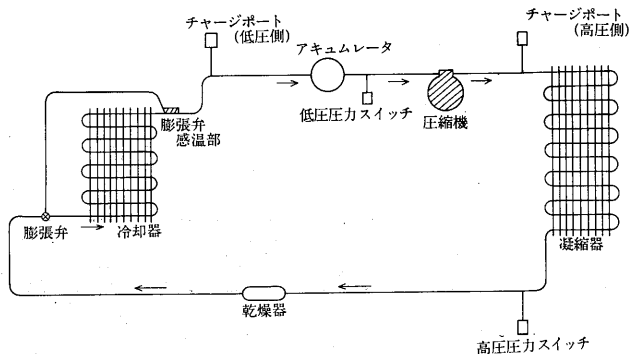 チャージポート
(低圧側)
チャージポート
(高圧側)
アキュムレータ
低圧圧力スイッチ
圧縮機
膨張弁
感温部
膨張弁
冷却器
凝縮器
乾燥器
高圧圧力スイッチ